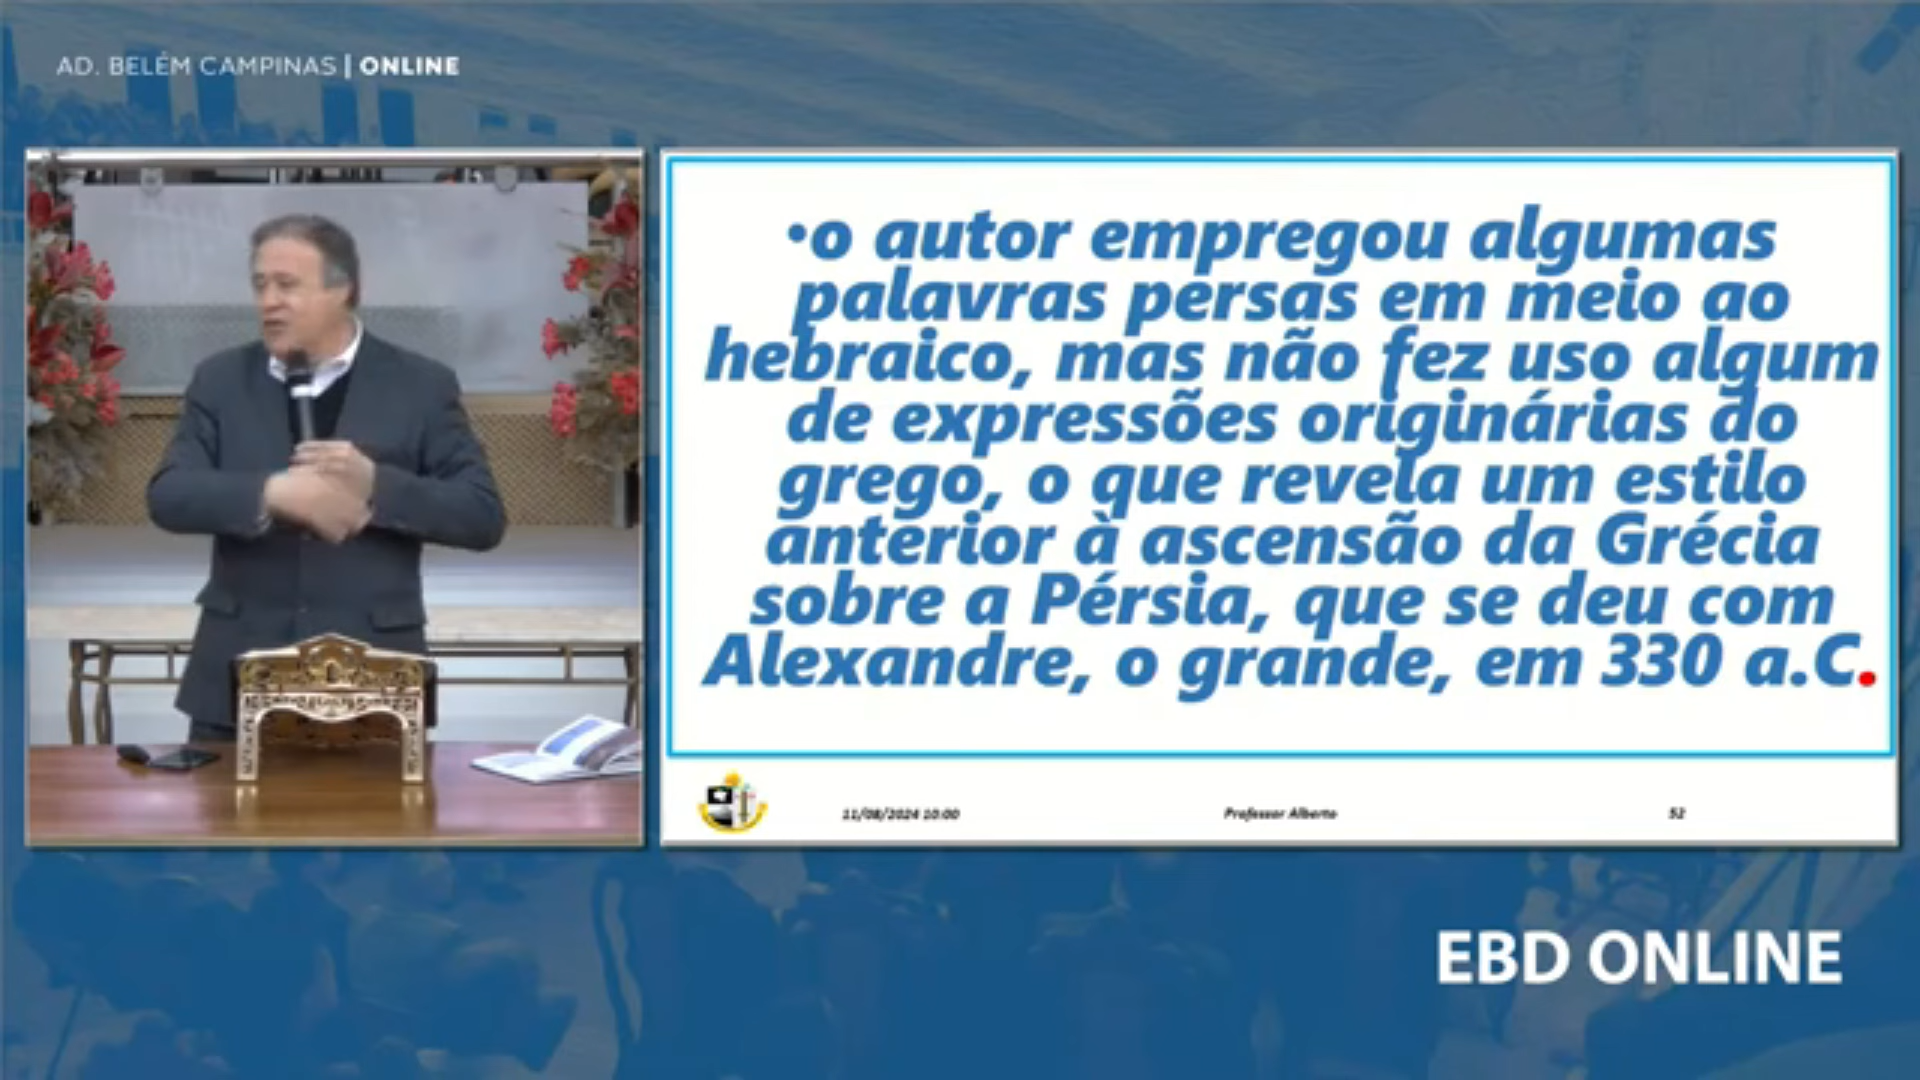 AD. BELÉM CAMPINAS | ONLINE
•o autor empregou algumas
palavras persas em meio ao
hebraico, mas não fez uso algum
de expressões originárias do
grego, o que revela um estilo
anterior à ascensão da Grécia
sobre a Pérsia, que se deu com
Alexandre, o grande, em 330 a.C.
11/08/2024 10:00
Professor Alberto
52
EBD ONLINE